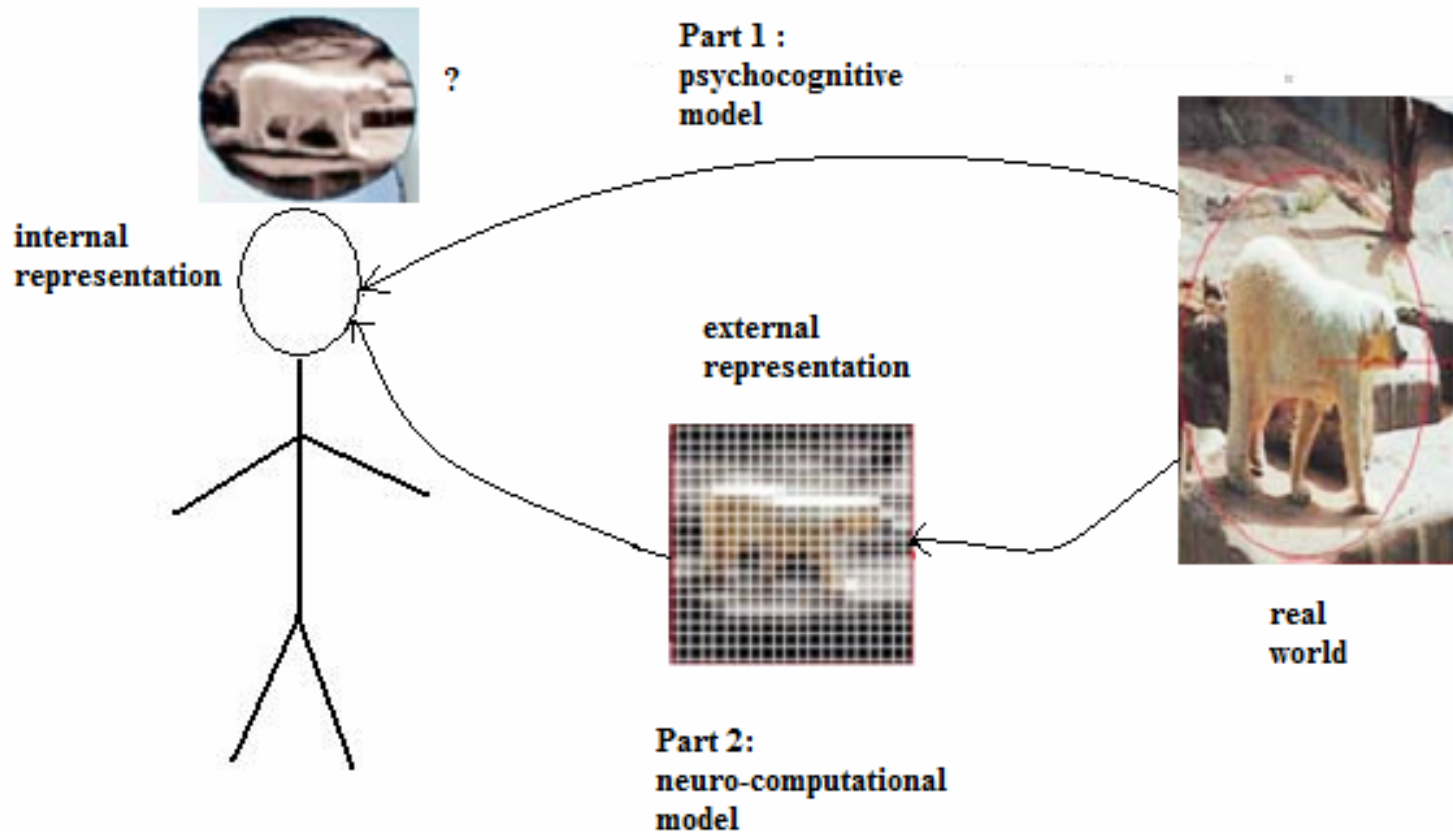 Part 1 :
psychocognitive
model
?
internal
representation
external
representation
real
world
Part 2:
neuro-computational
model